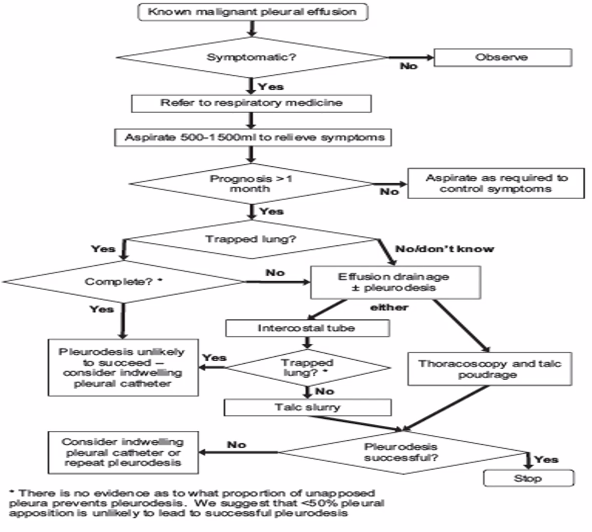 Known malignant pleural effusion
Symptomatic?
No
Observe
Yes
Refer to respiratory medicine
Aspirate 500-1500ml to relieve symptoms
Prognosis >1
month
No
Aspirate as required to
control symptoms
Yes
Trapped lung?
Yes
No/don't know
Complete? *
No
Effusion drainage
± pleurodesis
Yes
either
Intercostal tube
Pleurodesis unlikely
to succeed –
consider indwelling
pleural catheter
Yes
Trapped
lung? *
Thoracoscopy and talc
poudrage
No
Talc slurry
Consider indwelling
pleural catheter or
repeat pleurodesis
No
Pleurodesis
successful?
Yes
Stop
* There is no evidence as to what proportion of unapposed
pleura prevents pleurodesis. We suggest that <50% pleural
apposition is unlikely to lead to successful pleurodesis